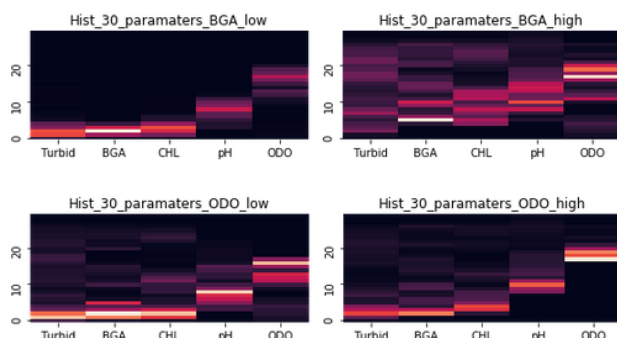 Hist_30_paramaters_BGA_low
20
10
0
Turbid BGA CHL pH ODO
Hist_30_paramaters_BGA_high
20
10
0
Turbid BGA CHL pH ODO
Hist_30_paramaters_ODO_low
20
10
0
Turbid BGA CHL pH ODO
Hist_30_paramaters_ODO_high
20
10
0
Turbid BGA CHL pH ODO